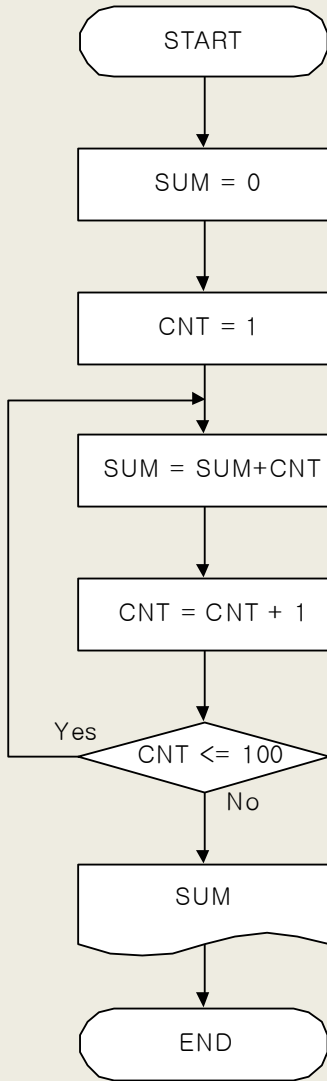 START
SUM = 0
CNT = 1
SUM = SUM+CNT
CNT = CNT + 1
Yes
CNT <= 100
No
SUM
END